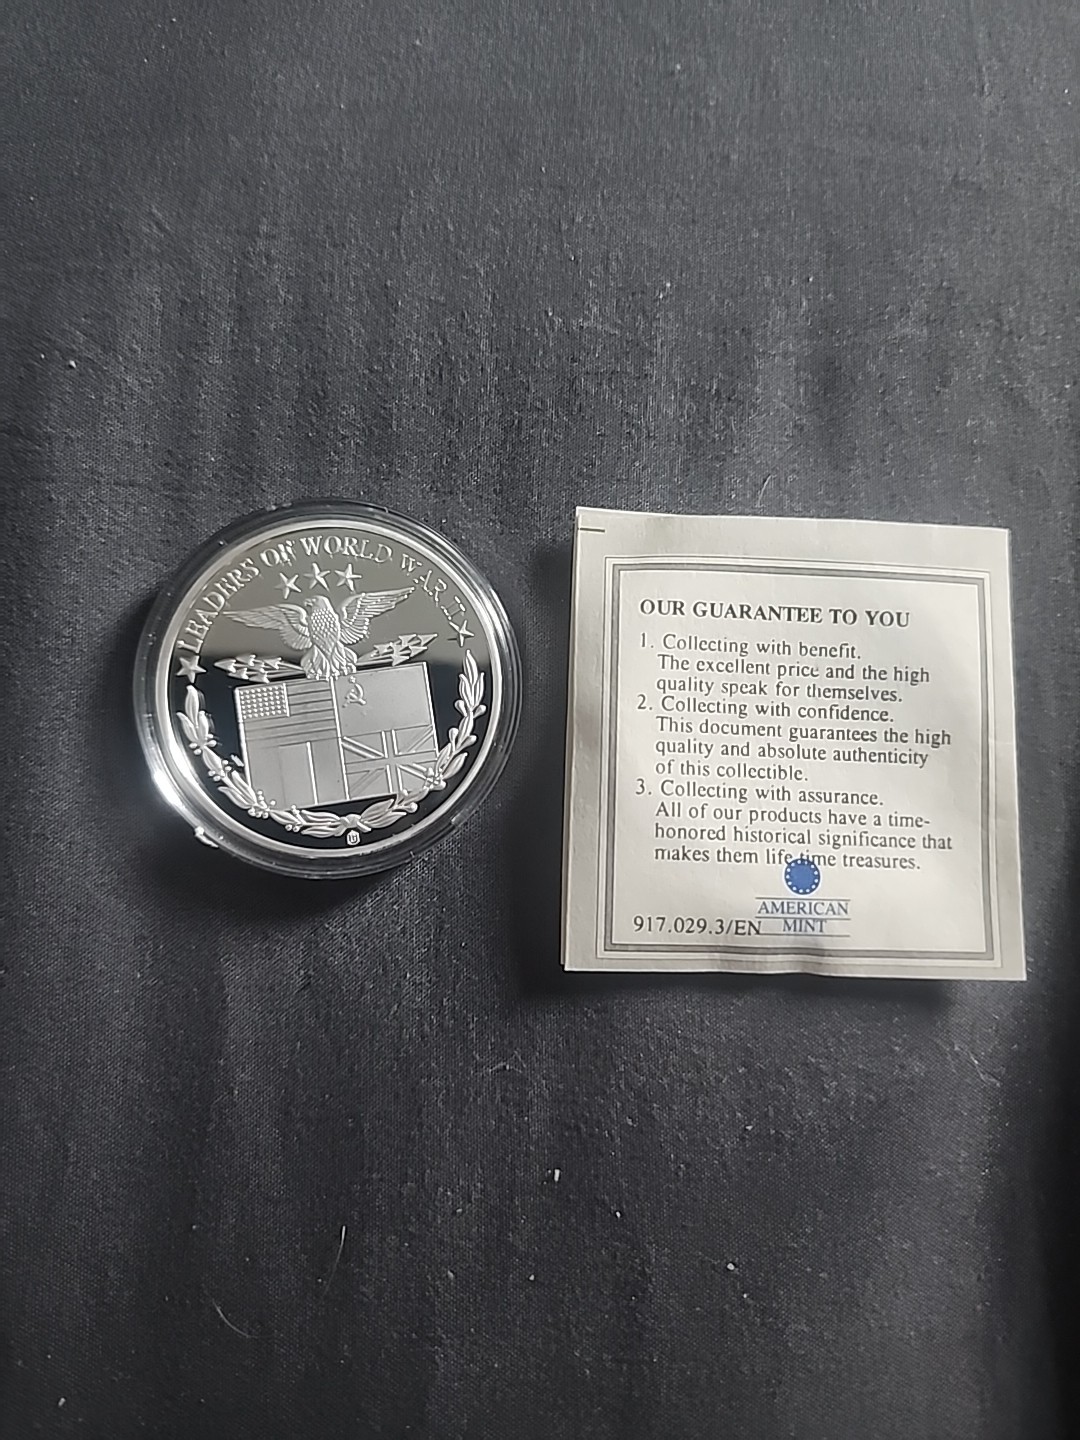 LEADERS OF WORLD WAR II
OUR GUARANTEE TO YOU
1. Collecting with benefit.
The excellent price and the high
quality speak for themselves.
2. Collecting with confidence.
This document guarantees the high
quality and absolute authenticity
of this collectible.
3. Collecting with assurance.
All of our products have a time-
honored historical significance that
makes them life time treasures.
AMERICAN
MINT
917.029.3/EN